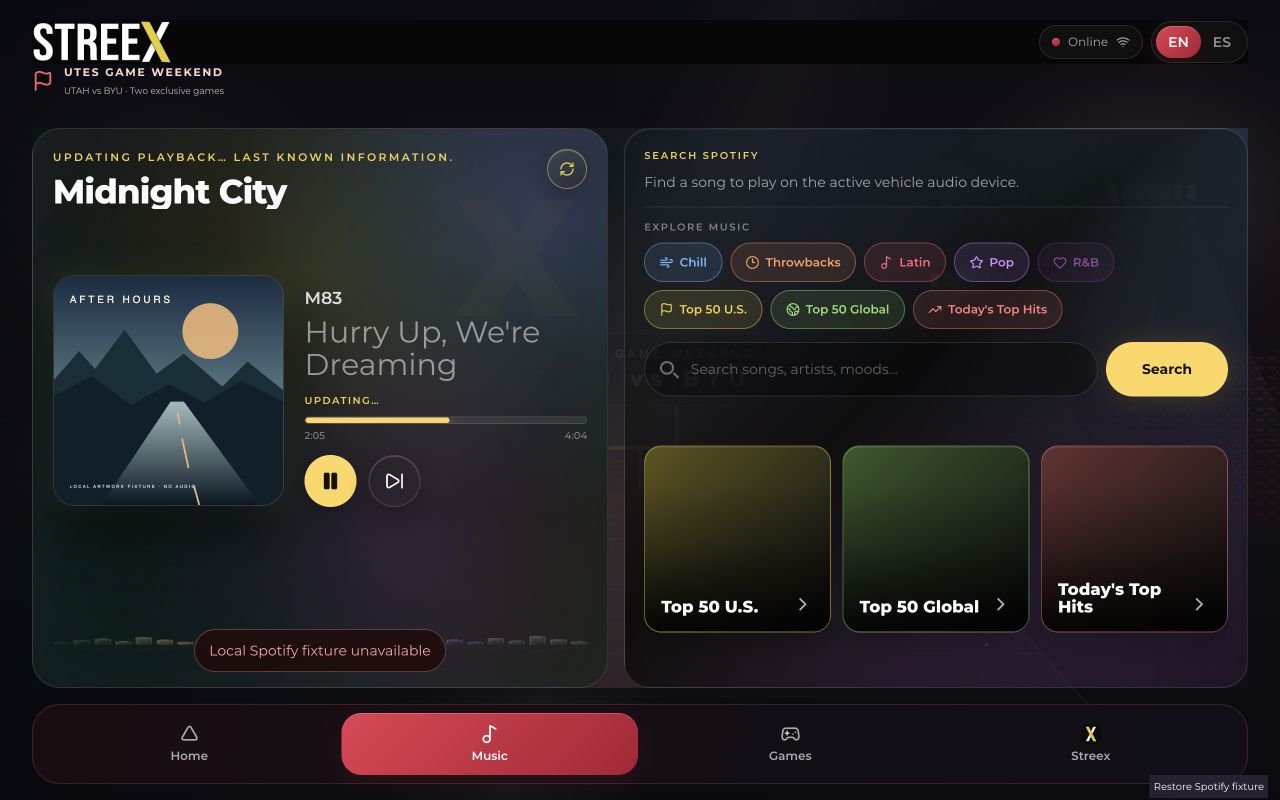 STREEX
UTES GAME WEEKEND
UTAH vs BYU · Two exclusive games
Online
EN
ES
UPDATING PLAYBACK… LAST KNOWN INFORMATION.
Midnight City
AFTER HOURS
LOCAL ARTWORK FIXTURE · NO AUDIO
M83
Hurry Up, We're
Dreaming
UPDATING…
2:05
4:04
Local Spotify fixture unavailable
SEARCH SPOTIFY
Find a song to play on the active vehicle audio device.
EXPLORE MUSIC
Chill
Throwbacks
Latin
Pop
R&B
Top 50 U.S.
Top 50 Global
Today's Top Hits
GAME WEEKEND
vs BYU
Search songs, artists, moods…
Search
Top 50 U.S.
Top 50 Global
Today's Top
Hits
Home
Music
Games
X
Streex
Restore Spotify fixture